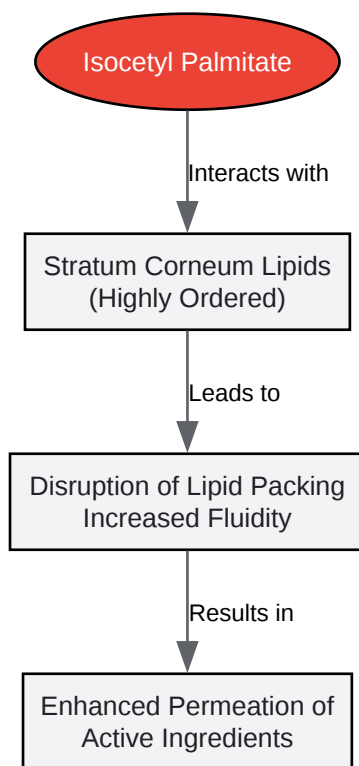 Isocetyl Palmitate
Interacts with
Stratum Corneum Lipids
(Highly Ordered)
Leads to
Disruption of Lipid Packing
Increased Fluidity
Results in
Enhanced Permeation of
Active Ingredients